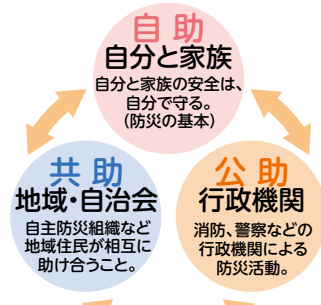 自助
自分と家族
自分と家族の安全は、
自分で守る。
(防災の基本)
共助
地域・自治会
自主防災組織など
地域住民が相互に
助け合うこと。
公助
行政機関
消防、警察などの
行政機関による
防災活動。